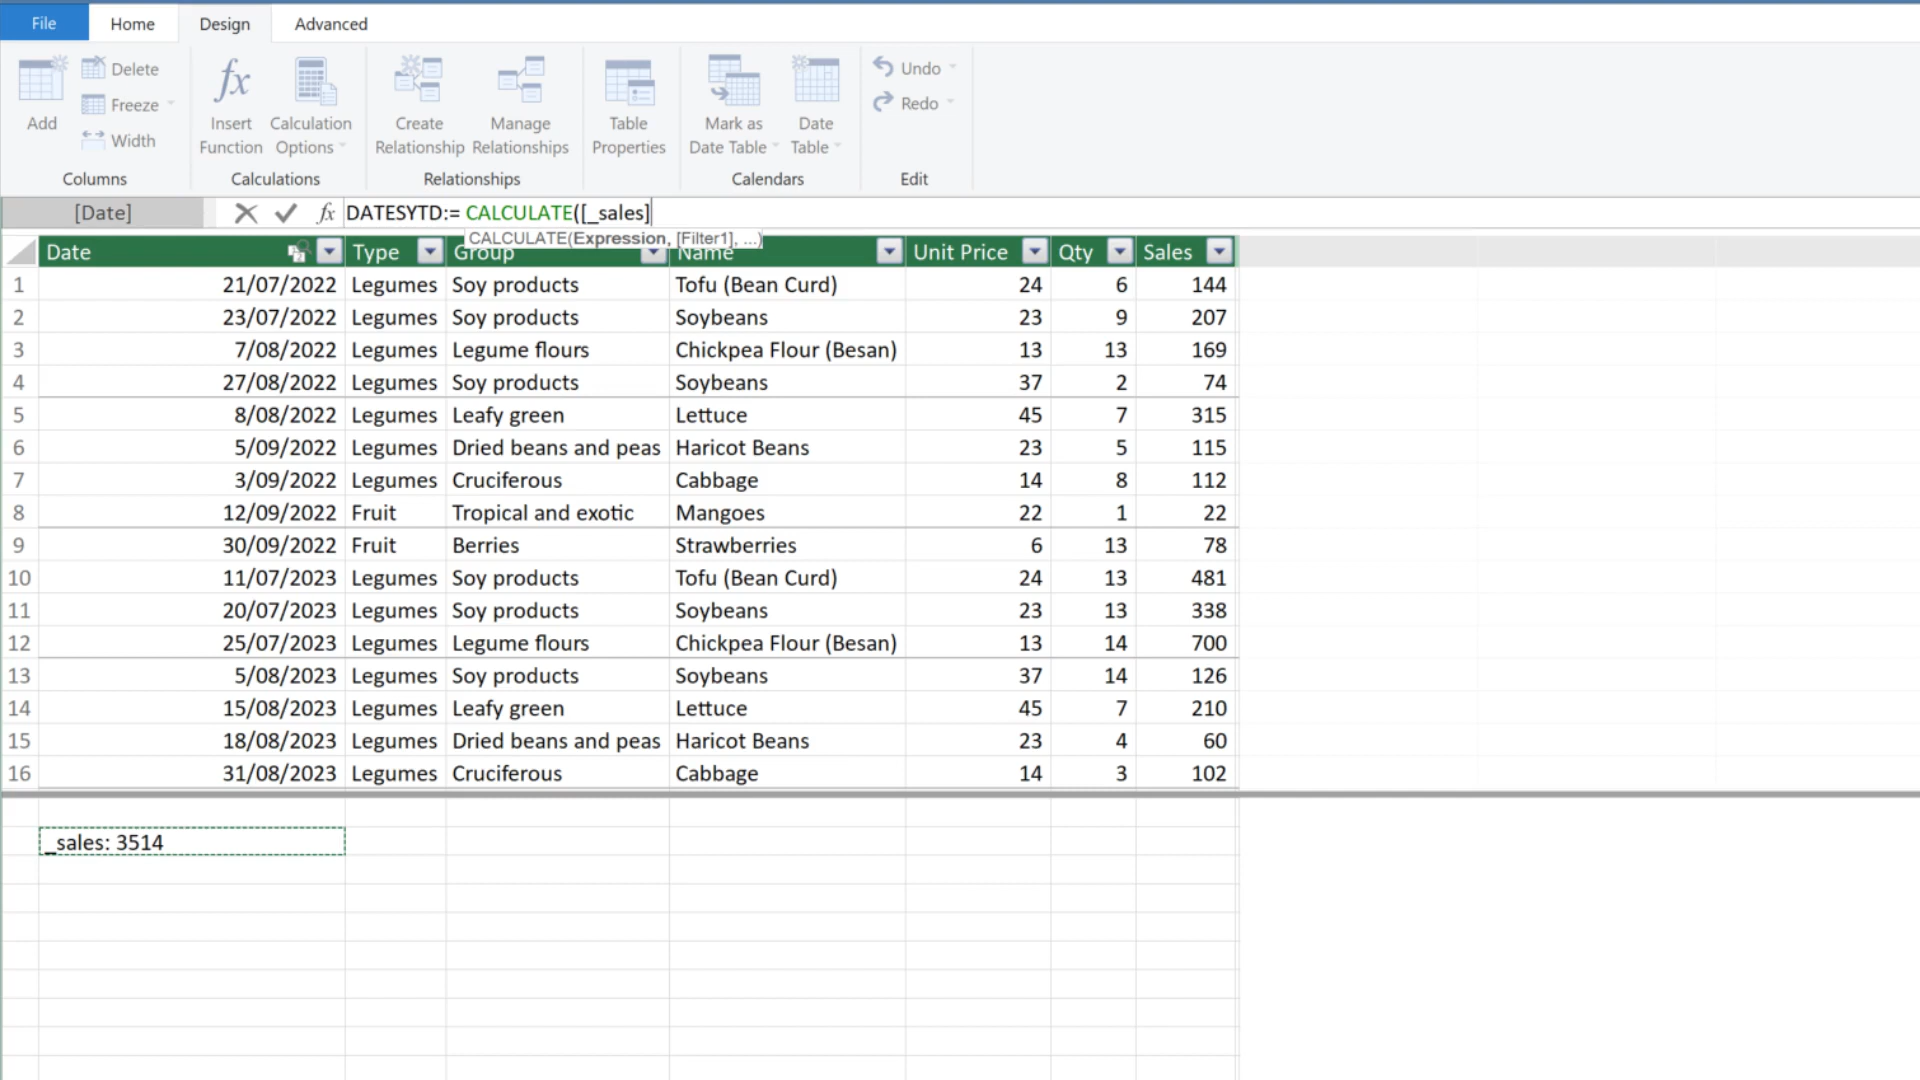 File Home Design Advanced
Add Delete Freeze Width
Columns
Insert Function Calculation Options
Calculations
Create Relationship Manage Relationships
Relationships
Table Properties
Mark as Date Table Date Table
Calendars
Undo Redo
Edit
[Date] fx DATESYTD:= CALCULATE([_sales]
CALCULATE(Expression, [Filter1], ...)
Date Type Group Name Unit Price Qty Sales
1 21/07/2022 Legumes Soy products Tofu (Bean Curd) 24 6 144
2 23/07/2022 Legumes Soy products Soybeans 23 9 207
3 7/08/2022 Legumes Legume flours Chickpea Flour (Besan) 13 13 169
4 27/08/2022 Legumes Soy products Soybeans 37 2 74
5 8/08/2022 Legumes Leafy green Lettuce 45 7 315
6 5/09/2022 Legumes Dried beans and peas Haricot Beans 23 5 115
7 3/09/2022 Legumes Cruciferous Cabbage 14 8 112
8 12/09/2022 Fruit Tropical and exotic Mangoes 22 1 22
9 30/09/2022 Fruit Berries Strawberries 6 13 78
10 11/07/2023 Legumes Soy products Tofu (Bean Curd) 24 13 481
11 20/07/2023 Legumes Soy products Soybeans 23 13 338
12 25/07/2023 Legumes Legume flours Chickpea Flour (Besan) 13 14 700
13 5/08/2023 Legumes Soy products Soybeans 37 14 126
14 15/08/2023 Legumes Leafy green Lettuce 45 7 210
15 18/08/2023 Legumes Dried beans and peas Haricot Beans 23 4 60
16 31/08/2023 Legumes Cruciferous Cabbage 14 3 102
_sales: 3514